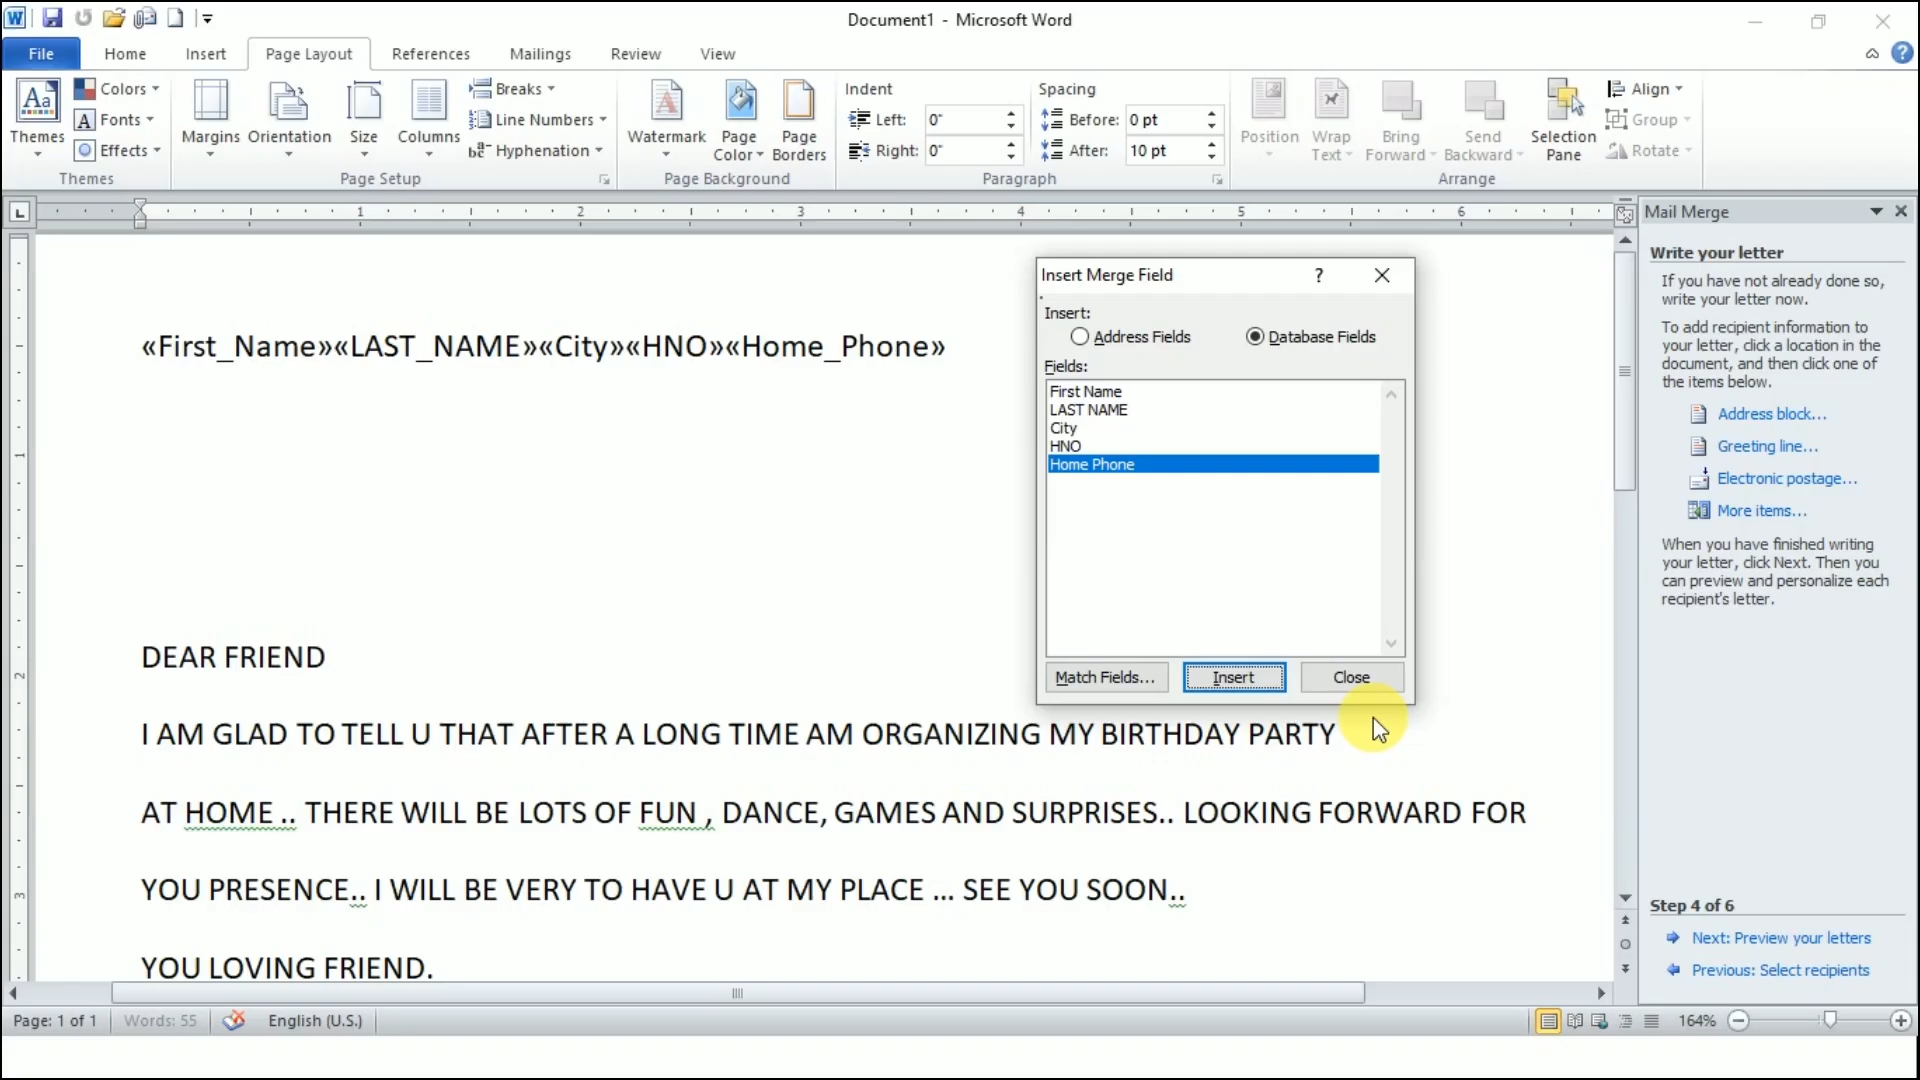 Document1 - Microsoft Word
File Home Insert Page Layout References Mailings Review View
Themes
Colors
Fonts
Effects
Themes
Margins Orientation Size Columns
Breaks
Line Numbers
Hyphenation
Page Setup
Watermark Page Color Page Borders
Page Background
Indent
Left: 0"
Right: 0"
Spacing
Before: 0 pt
After: 10 pt
Paragraph
Position Wrap Text Bring Forward Send Backward Selection Pane
Align
Group
Rotate
Arrange
1 2 3 4 5 6
1
2
3
«First_Name»«LAST_NAME»«City»«HNO»«Home_Phone»
DEAR FRIEND
I AM GLAD TO TELL U THAT AFTER A LONG TIME AM ORGANIZING MY BIRTHDAY PARTY
AT HOME .. THERE WILL BE LOTS OF FUN , DANCE, GAMES AND SURPRISES.. LOOKING FORWARD FOR
YOU PRESENCE.. I WILL BE VERY TO HAVE U AT MY PLACE ... SEE YOU SOON..
YOU LOVING FRIEND.
Insert Merge Field
Insert:
Address Fields Database Fields
Fields:
First Name
LAST NAME
City
HNO
Home Phone
Match Fields... Insert Close
Mail Merge
Write your letter
If you have not already done so,
write your letter now.
To add recipient information to
your letter, click a location in the
document, and then click one of
the items below.
Address block...
Greeting line...
Electronic postage...
More items...
When you have finished writing
your letter, click Next. Then you
can preview and personalize each
recipient's letter.
Step 4 of 6
Next: Preview your letters
Previous: Select recipients
Page: 1 of 1 Words: 55 English (U.S.) 164%